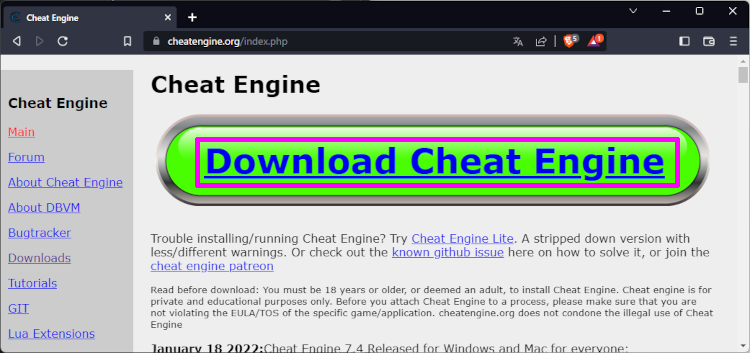 Cheat Engine
cheatengine.org/index.php
5
1
Cheat Engine
Main
Forum
About Cheat Engine
About DBVM
Bugtracker
Downloads
Tutorials
GIT
Lua Extensions
Cheat Engine
Download Cheat Engine
Trouble installing/running Cheat Engine? Try Cheat Engine Lite. A stripped down version with
less/different warnings. Or check out the known github issue here on how to solve it, or join the
cheat engine patreon
Read before download: You must be 18 years or older, or deemed an adult, to install Cheat Engine. Cheat engine is for
private and educational purposes only. Before you attach Cheat Engine to a process, please make sure that you are
not violating the EULA/TOS of the specific game/application. cheatengine.org does not condone the illegal use of Cheat
Engine
January 18 2022:Cheat Engine 7.4 Released for Windows and Mac for everyone: